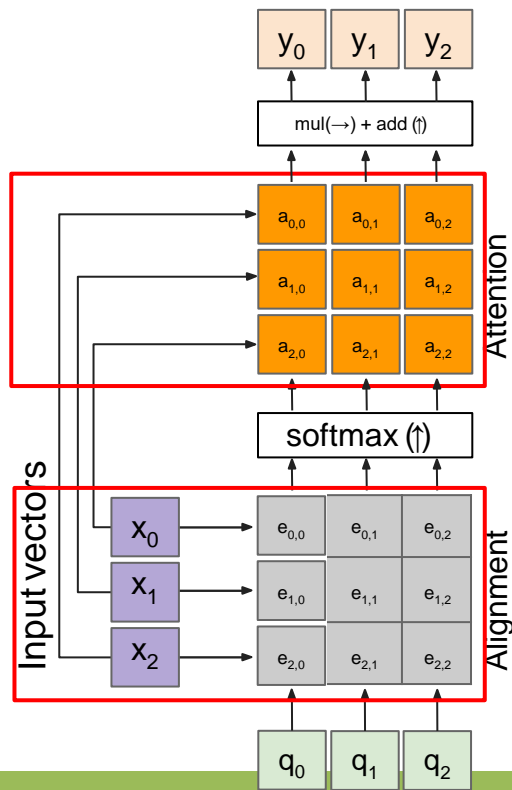 y0 y1 y2
mul(→) + add (↑)
a0,0 a0,1 a0,2
a1,0 a1,1 a1,2
a2,0 a2,1 a2,2
Attention
softmax (↑)
Input vectors
x0 e0,0 e0,1 e0,2
x1 e1,0 e1,1 e1,2
x2 e2,0 e2,1 e2,2
Alignment
q0 q1 q2